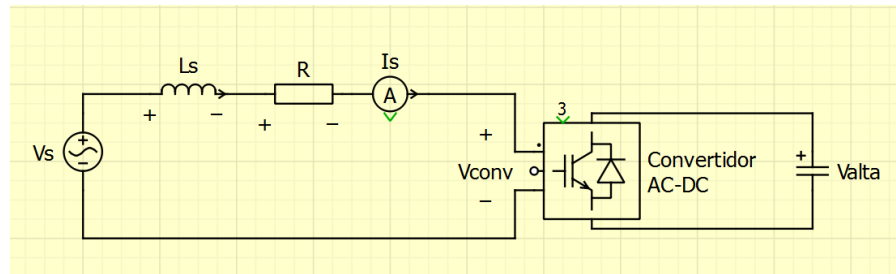 Ls
R
Is
A
+
−
+
−
Vs
+
−
3
+
Vconv
−
Convertidor
AC-DC
+
Valta